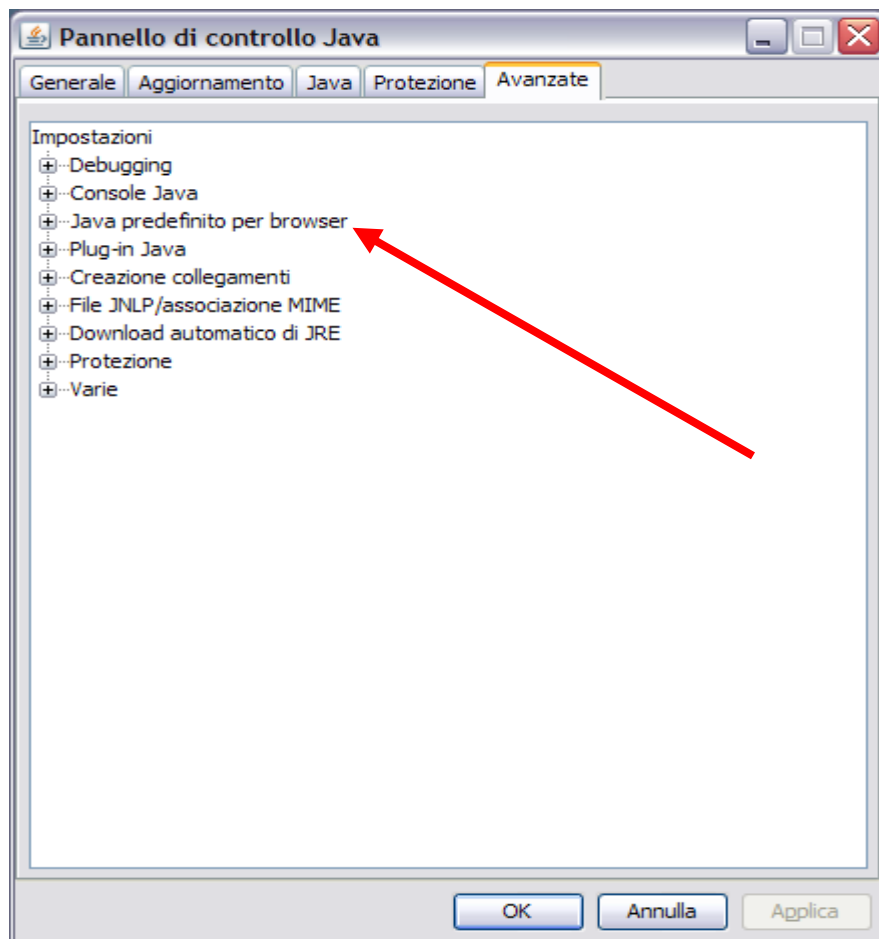 Pannello di controllo Java
Generale Aggiornamento Java Protezione Avanzate
Impostazioni
Debugging
Console Java
Java predefinito per browser
Plug-in Java
Creazione collegamenti
File JNLP/associazione MIME
Download automatico di JRE
Protezione
Varie
OK Annulla Applica